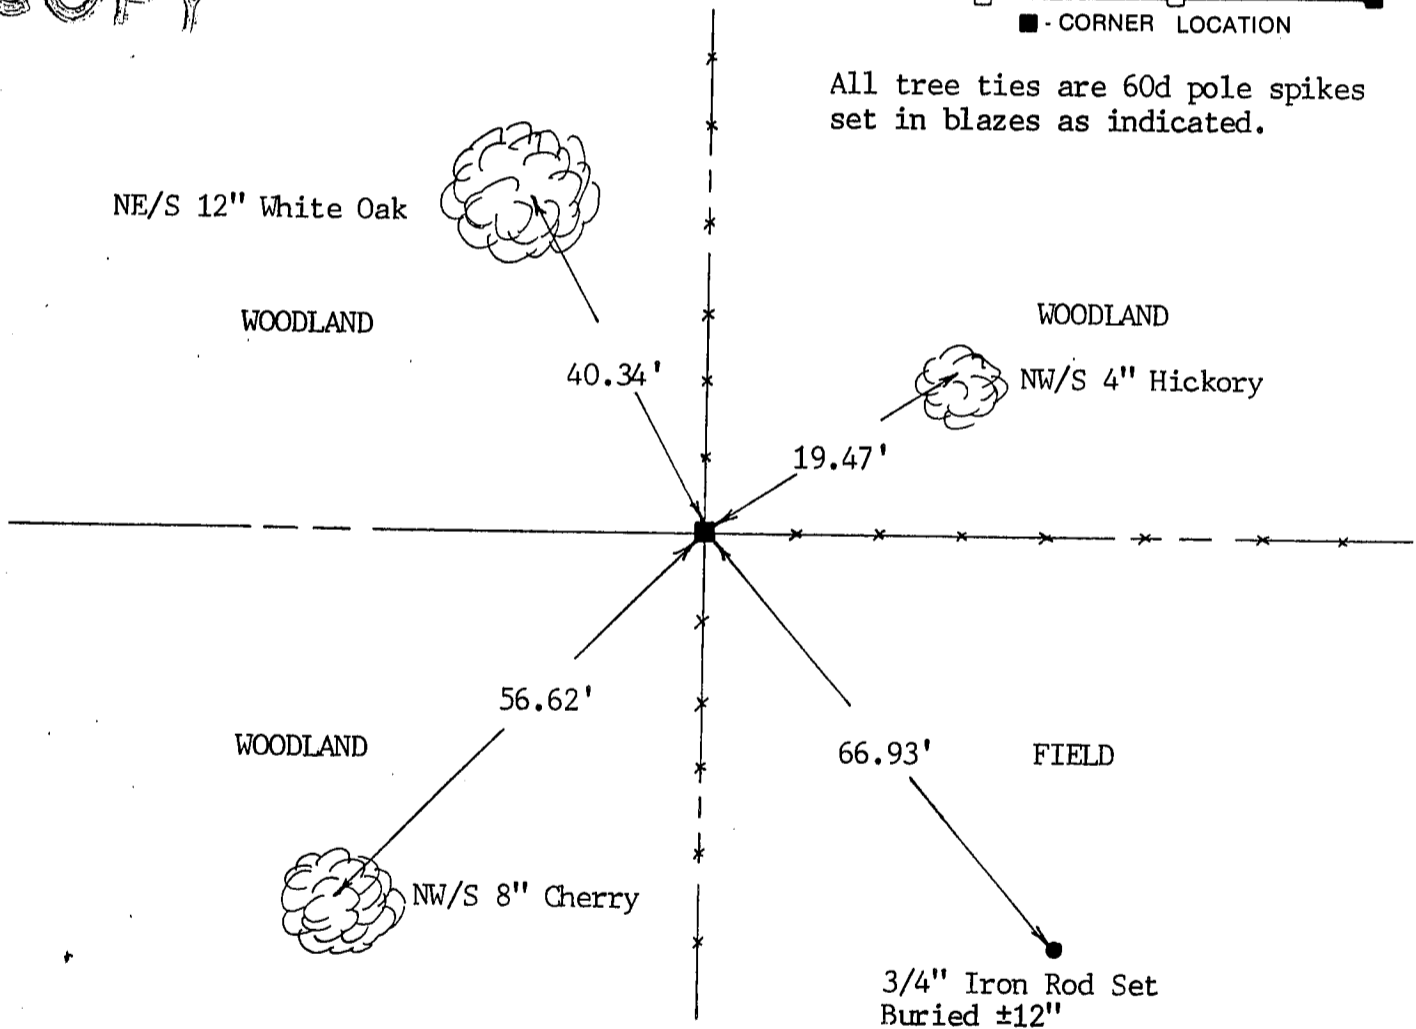 COPY
■ - CORNER LOCATION
All tree ties are 60d pole spikes
set in blazes as indicated.
NE/S 12" White Oak
WOODLAND
WOODLAND
40.34'
NW/S 4" Hickory
19.47'
56.62'
WOODLAND
66.93'
FIELD
NW/S 8" Cherry
3/4" Iron Rod Set
Buried ±12"